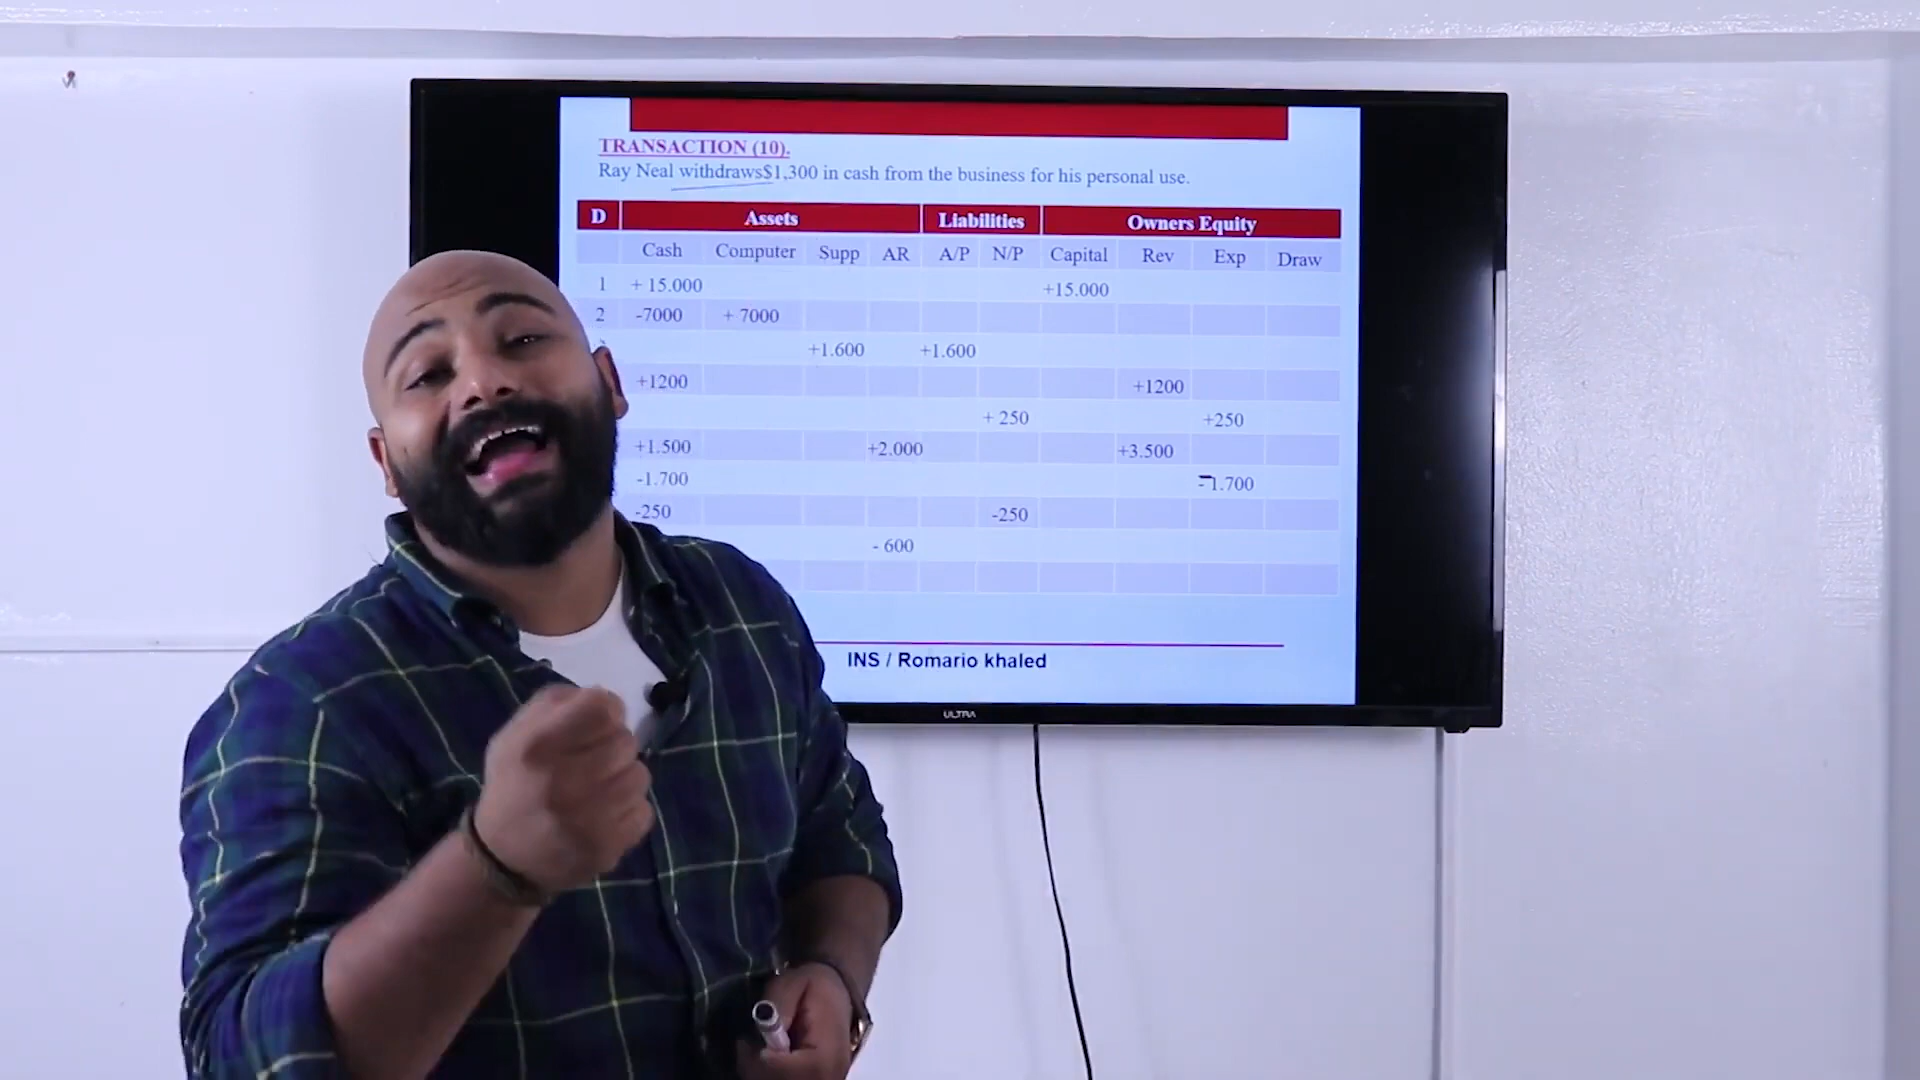 TRANSACTION (10).
Ray Neal withdraws$1,300 in cash from the business for his personal use.
D Assets Liabilities Owners Equity
Cash Computer Supp AR A/P N/P Capital Rev Exp Draw
1 + 15.000 +15.000
2 -7000 + 7000
+1.600 +1.600
+1200 +1200
+ 250 +250
+1.500 +2.000 +3.500
-1.700 -1.700
-250 -250
- 600
INS / Romario khaled
ULTRA